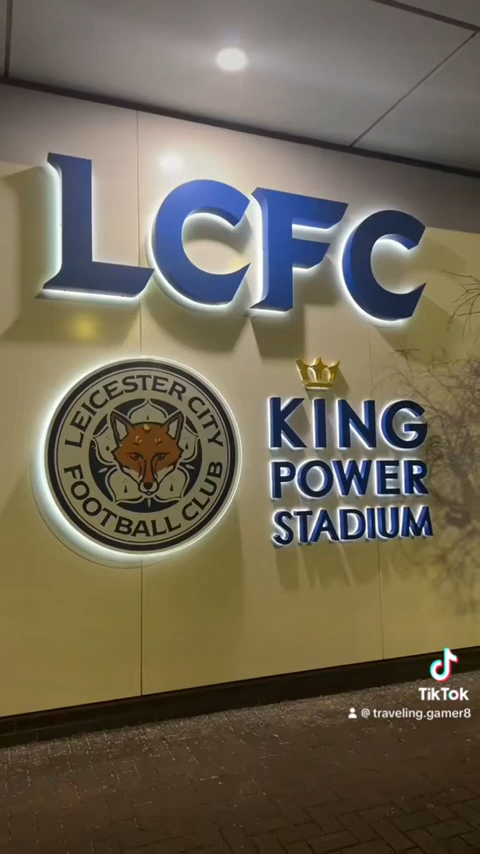 LCFC
LEICESTER CITY
FOOTBALL CLUB
KING
POWER
STADIUM
TikTok
@ traveling.gamer8